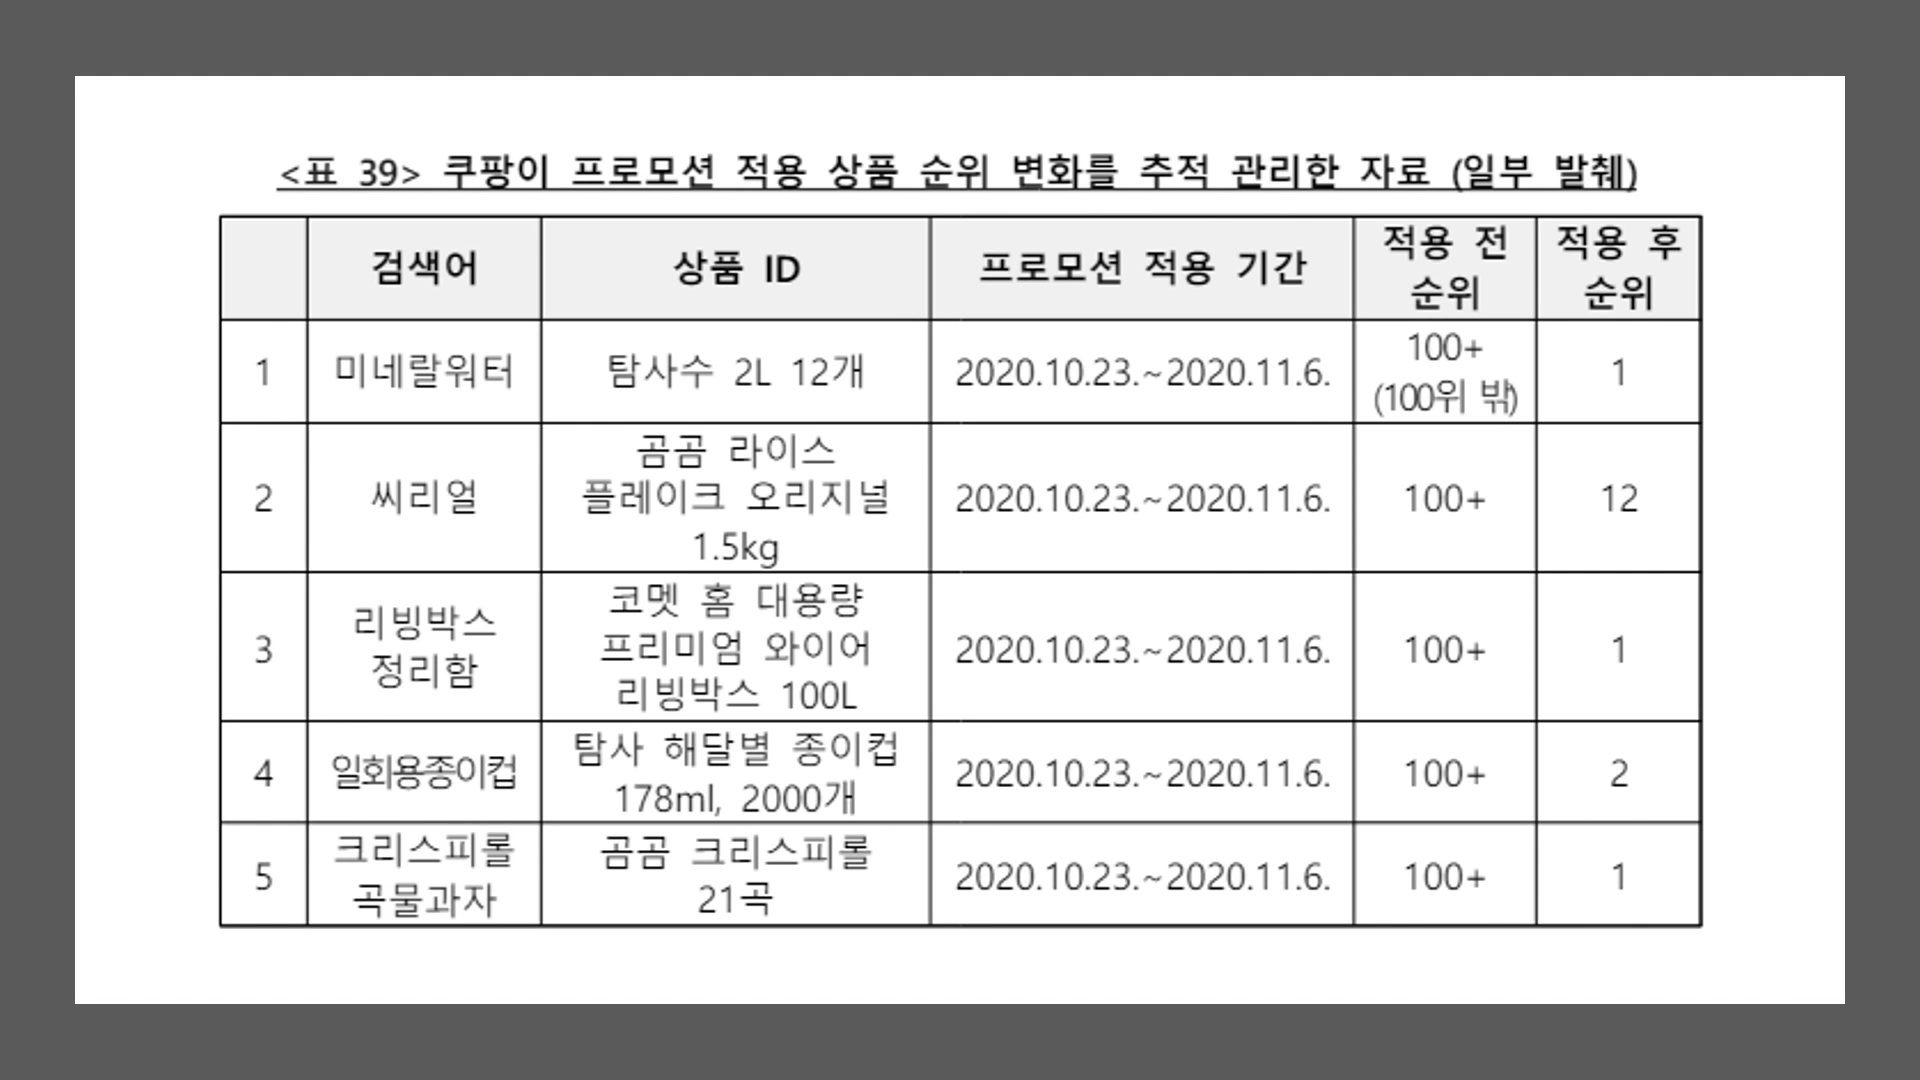 <표 39> 쿠팡이 프로모션 적용 상품 순위 변화를 추적 관리한 자료 (일부 발췌)
검색어 상품 ID 프로모션 적용 기간 적용 전 순위 적용 후 순위
1 미네랄워터 탐사수 2L 12개 2020.10.23.~2020.11.6. 100+ (100위 밖) 1
2 씨리얼 곰곰 라이스 플레이크 오리지널 1.5kg 2020.10.23.~2020.11.6. 100+ 12
3 리빙박스 정리함 코멧 홈 대용량 프리미엄 와이어 리빙박스 100L 2020.10.23.~2020.11.6. 100+ 1
4 일회용종이컵 탐사 해달별 종이컵 178ml, 2000개 2020.10.23.~2020.11.6. 100+ 2
5 크리스피롤 곡물과자 곰곰 크리스피롤 21곡 2020.10.23.~2020.11.6. 100+ 1